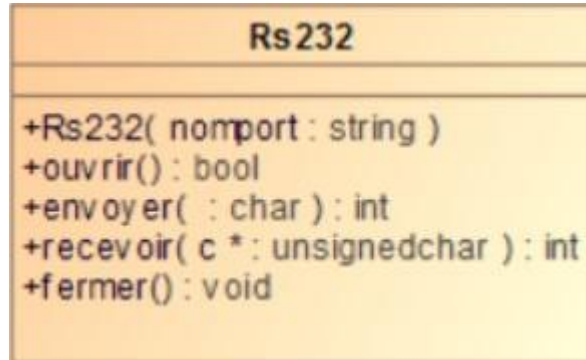 Rs232
+Rs232( nomport : string )
+ouvrir() : bool
+envoyer(  : char ) : int
+recevoir( c * : unsignedchar ) : int
+fermer() : void